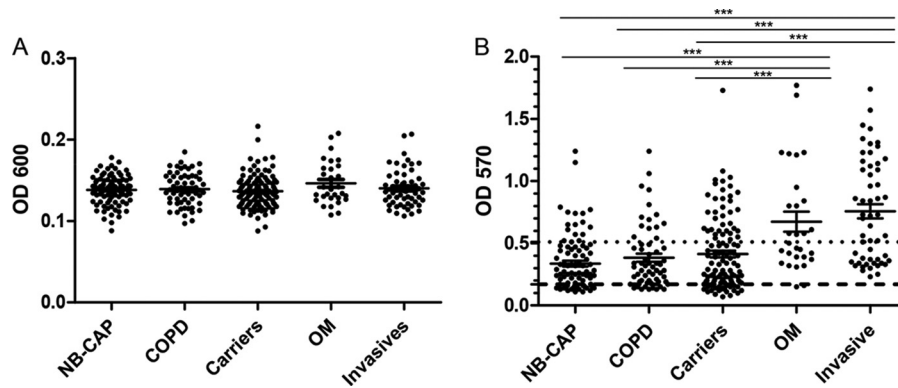 A
OD 600
0.3
0.2
0.1
0.0
NB-CAP
COPD
Carriers
OM
Invasives
B
***
***
***
***
***
***
OD 570
2.0
1.5
1.0
0.5
0.0
NB-CAP
COPD
Carriers
OM
Invasive